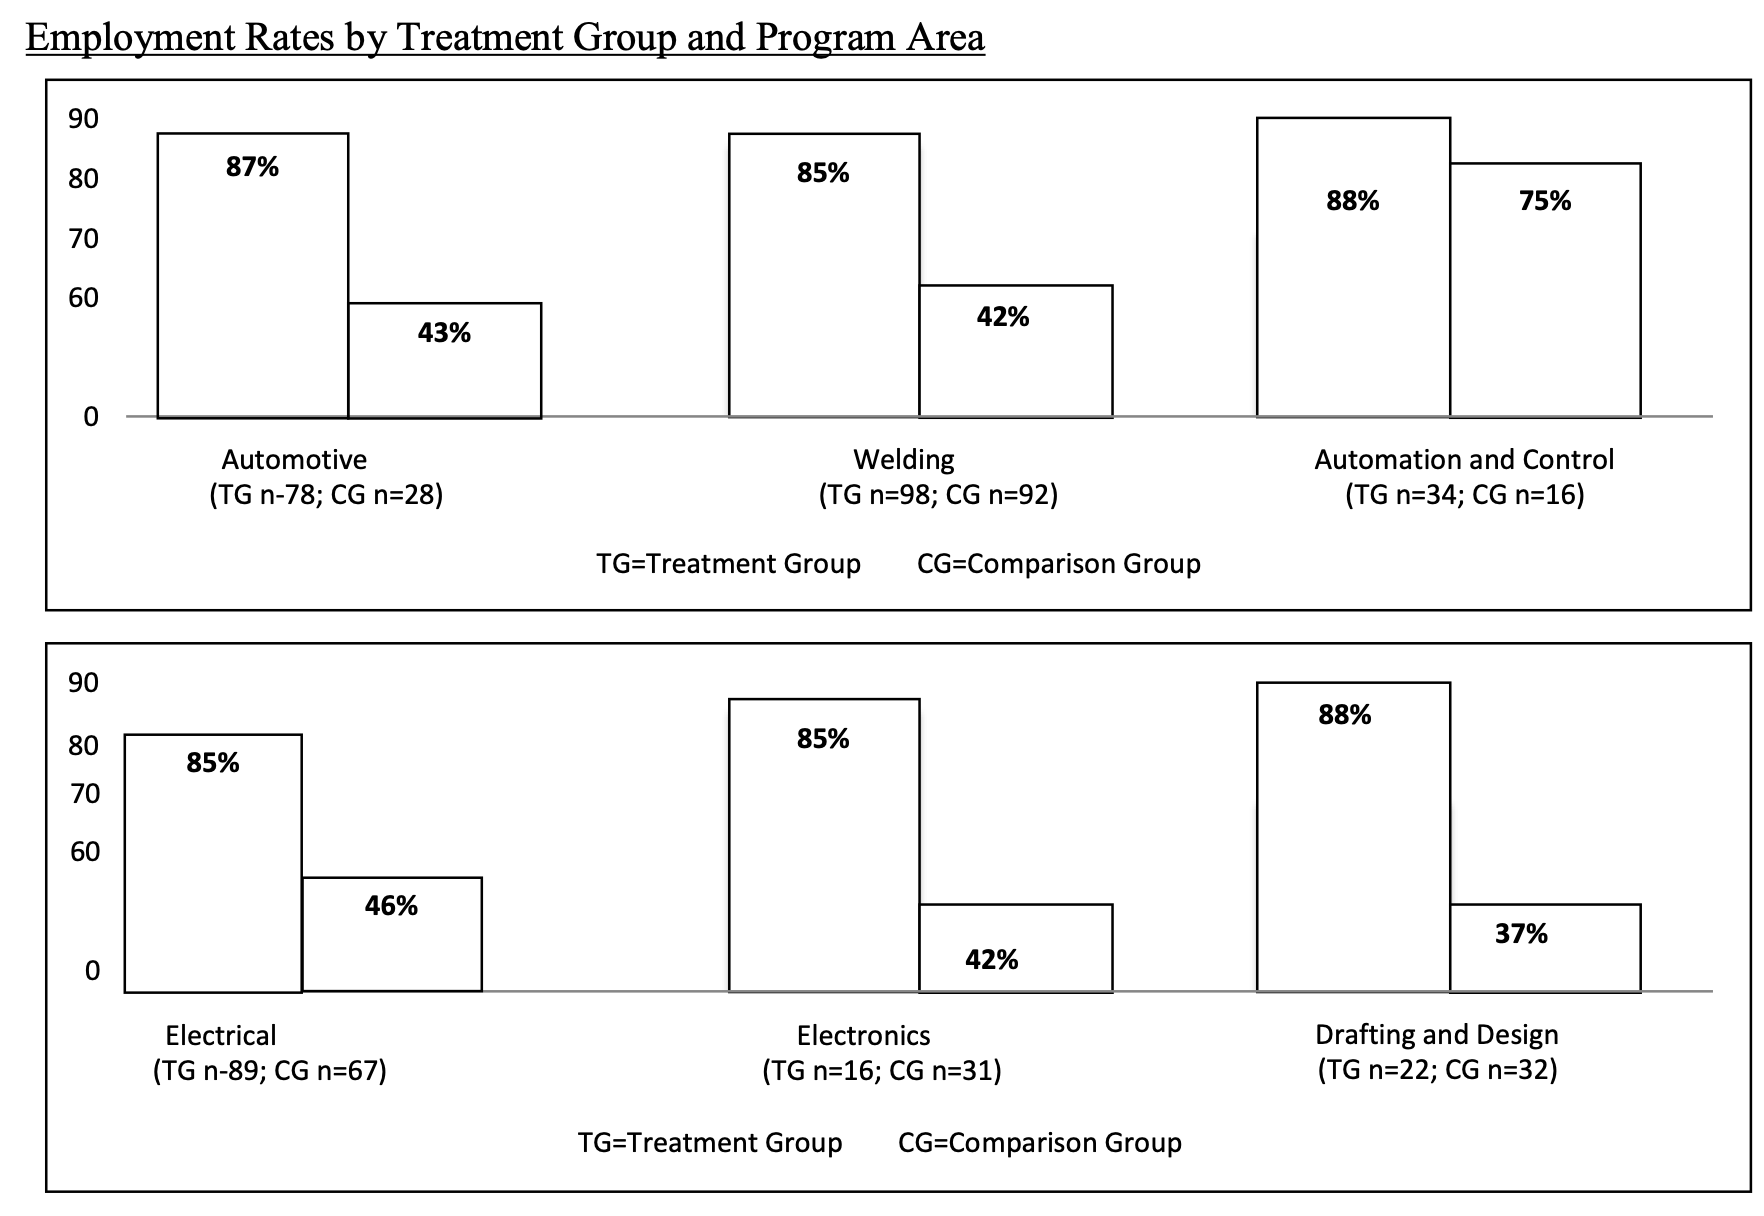 Employment Rates by Treatment Group and Program Area
90
80
70
60
0
87%
43%
85%
42%
88%
75%
Automotive
(TG n-78; CG n=28)
Welding
(TG n=98; CG n=92)
Automation and Control
(TG n=34; CG n=16)
TG=Treatment Group CG=Comparison Group
90
80
70
60
0
85%
46%
85%
42%
88%
37%
Electrical
(TG n-89; CG n=67)
Electronics
(TG n=16; CG n=31)
Drafting and Design
(TG n=22; CG n=32)
TG=Treatment Group CG=Comparison Group